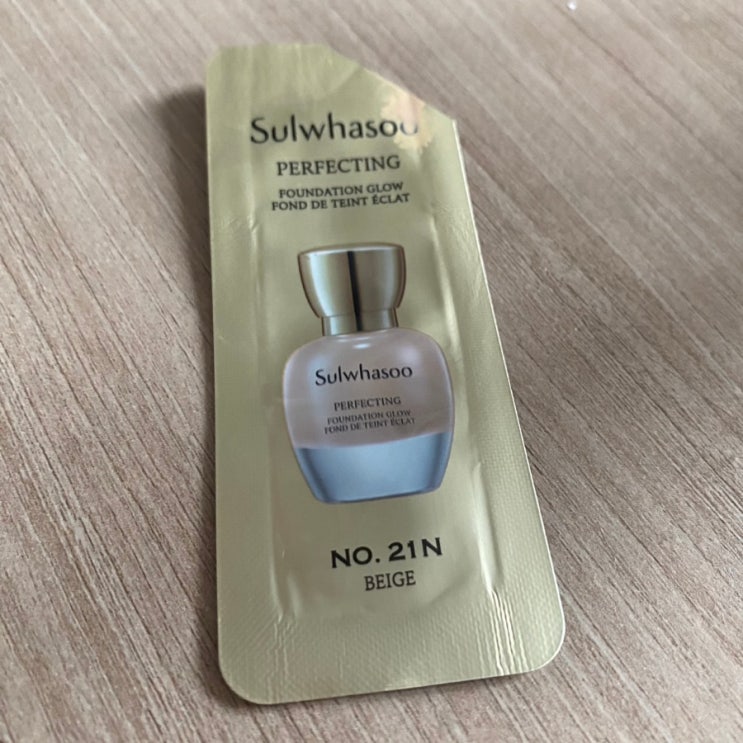 Sulwhasoo
PERFECTING
FOUNDATION GLOW
FOND DE TEINT ÉCLAT
Sulwhasoo
PERFECTING
FOUNDATION GLOW
FOND DE TEINT ÉCLAT
NO. 21N
BEIGE